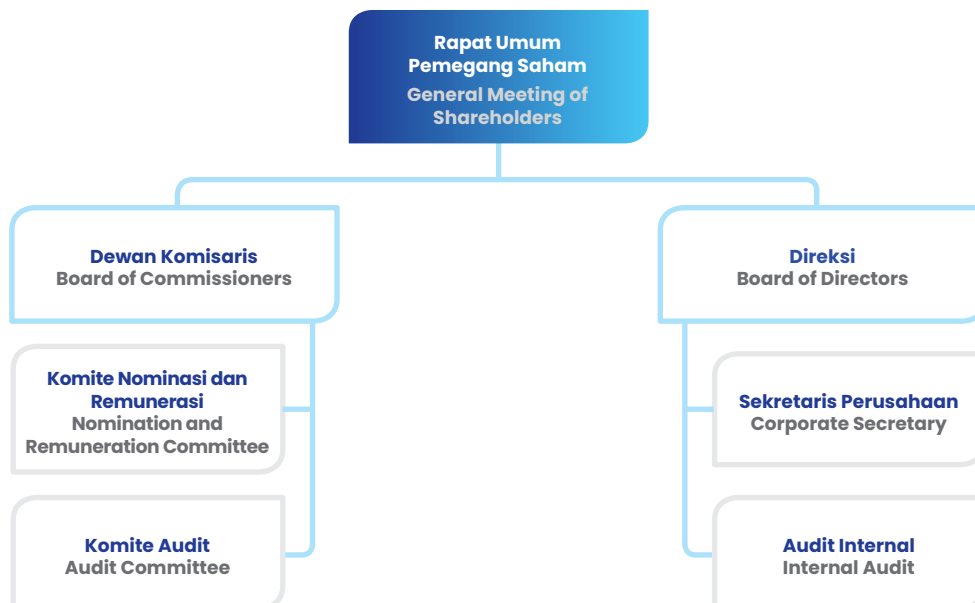 Rapat Umum
Pemegang Saham
General Meeting of
Shareholders
Dewan Komisaris
Board of Commissioners
Direksi
Board of Directors
Komite Nominasi dan
Remunerasi
Nomination and
Remuneration Committee
Sekretaris Perusahaan
Corporate Secretary
Komite Audit
Audit Committee
Audit Internal
Internal Audit